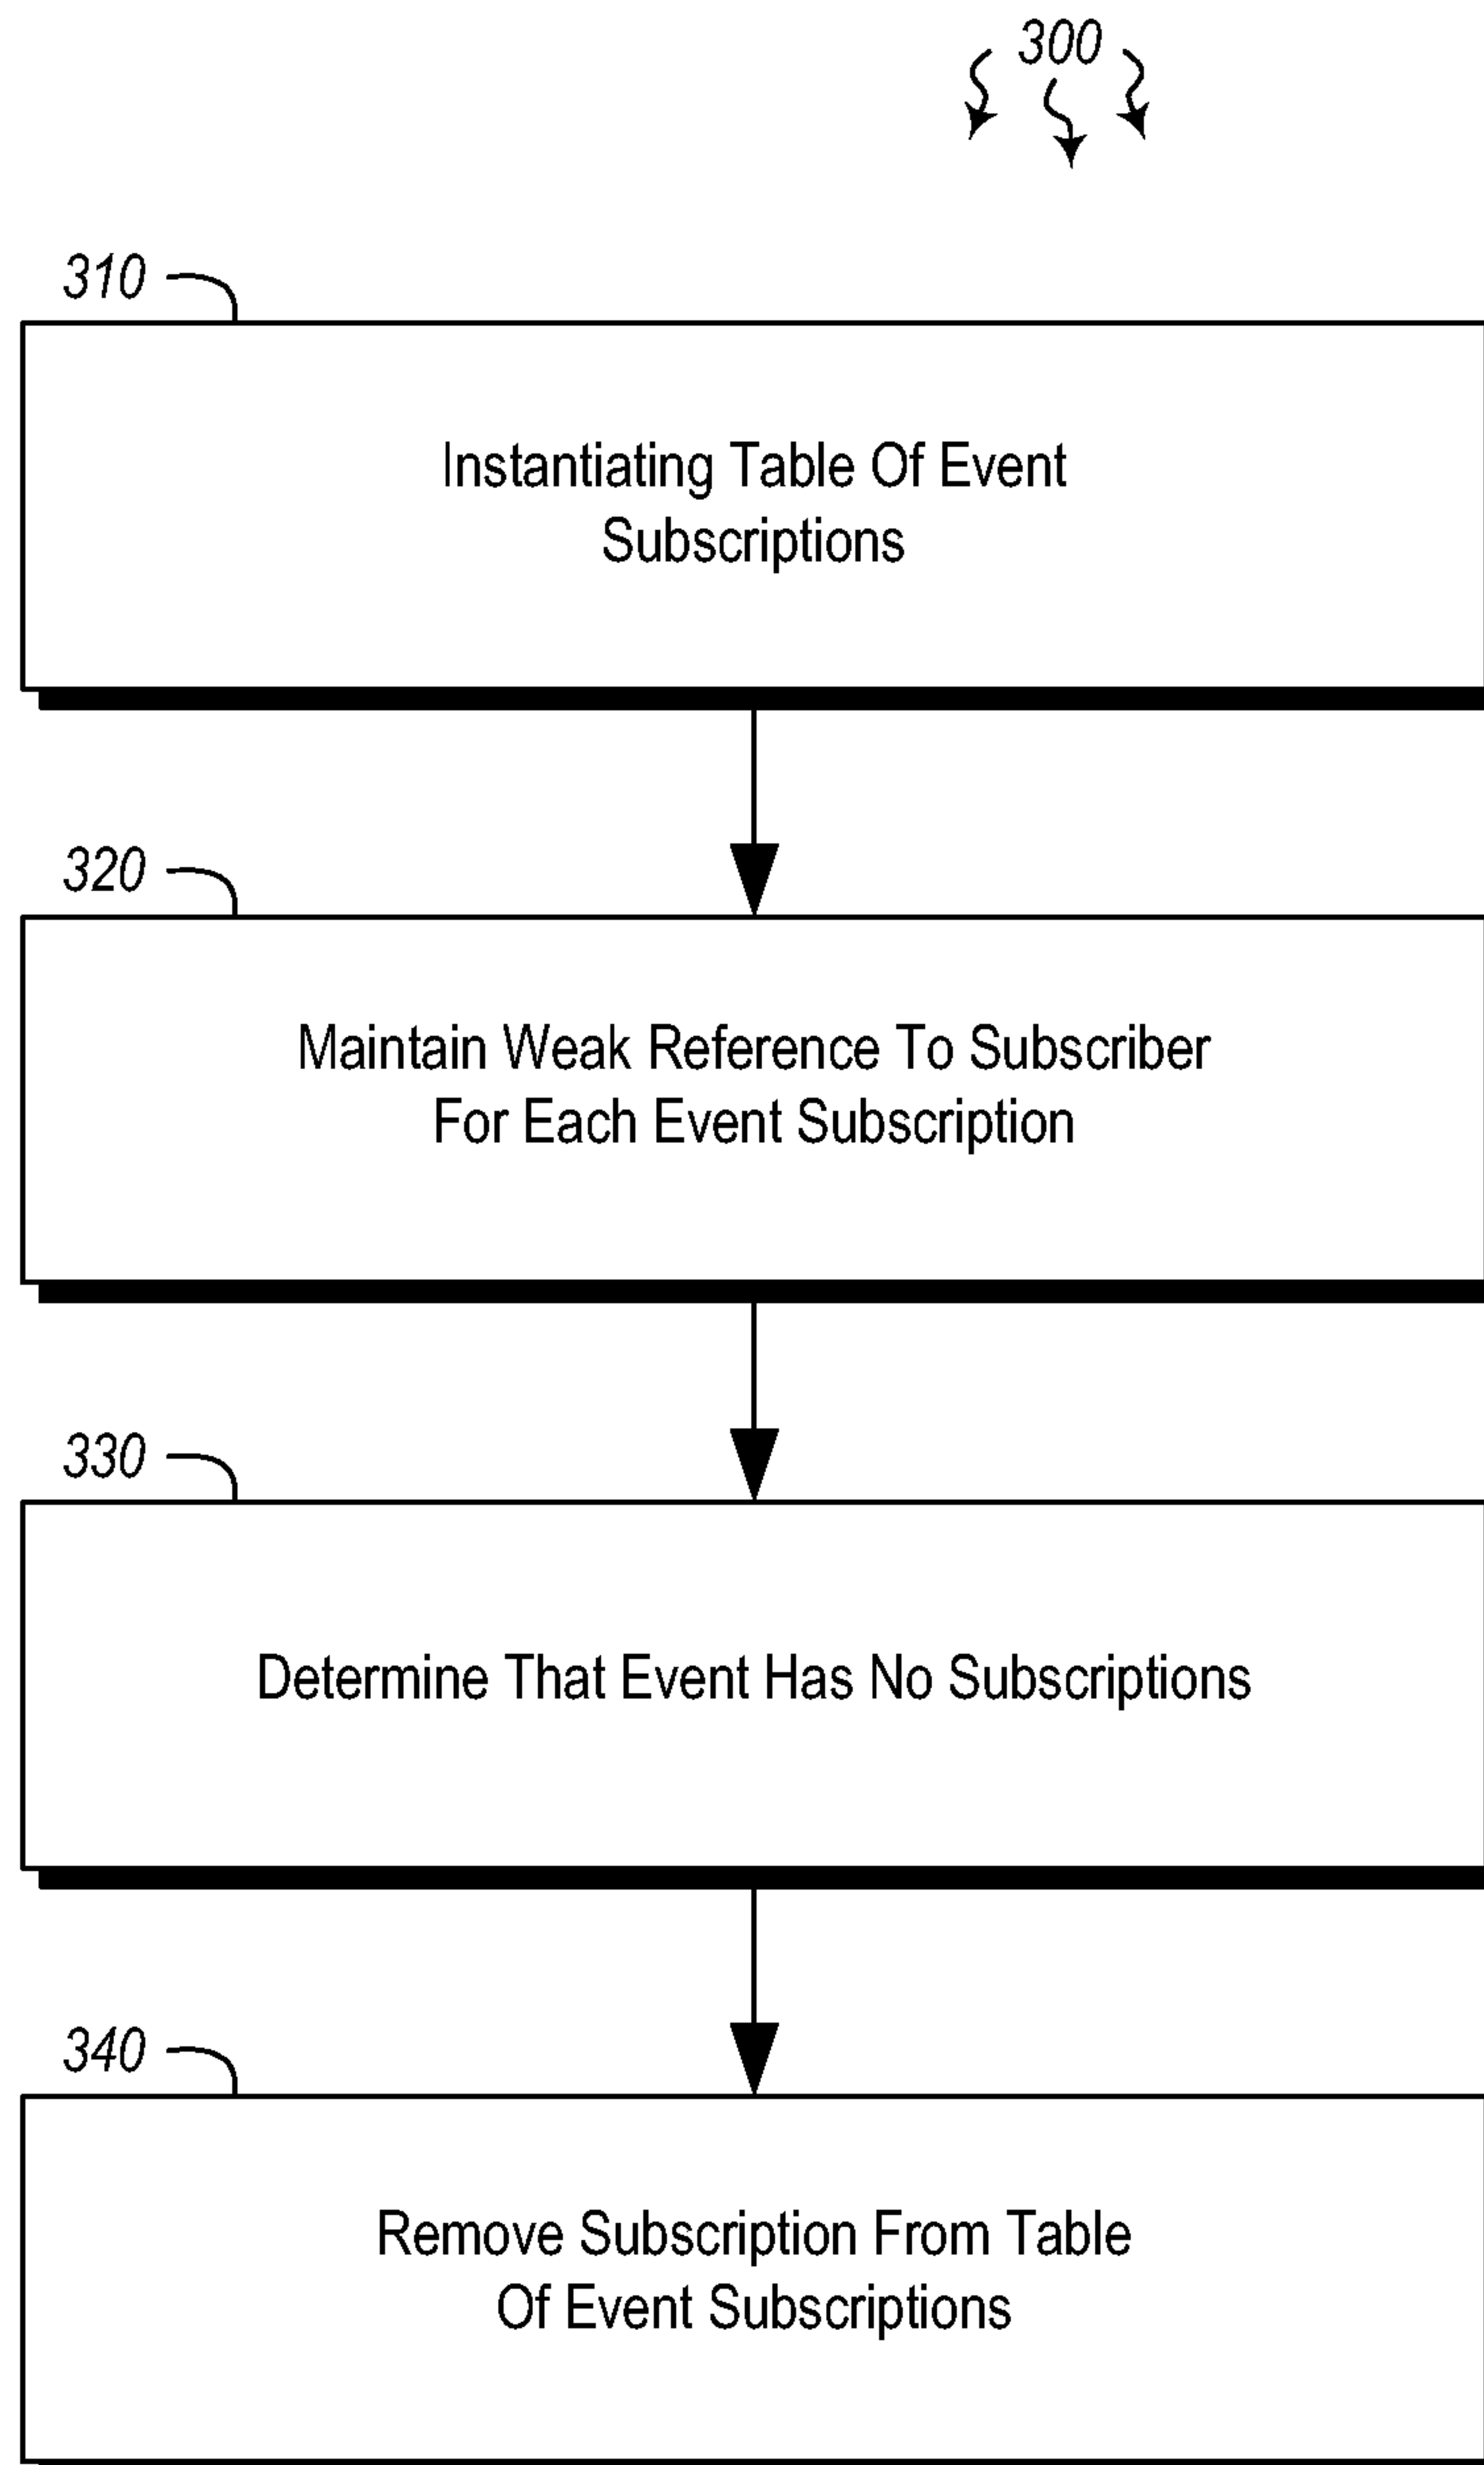 300
310
Instantiating Table Of Event
Subscriptions
320
Maintain Weak Reference To Subscriber
For Each Event Subscription
330
Determine That Event Has No Subscriptions
340
Remove Subscription From Table
Of Event Subscriptions